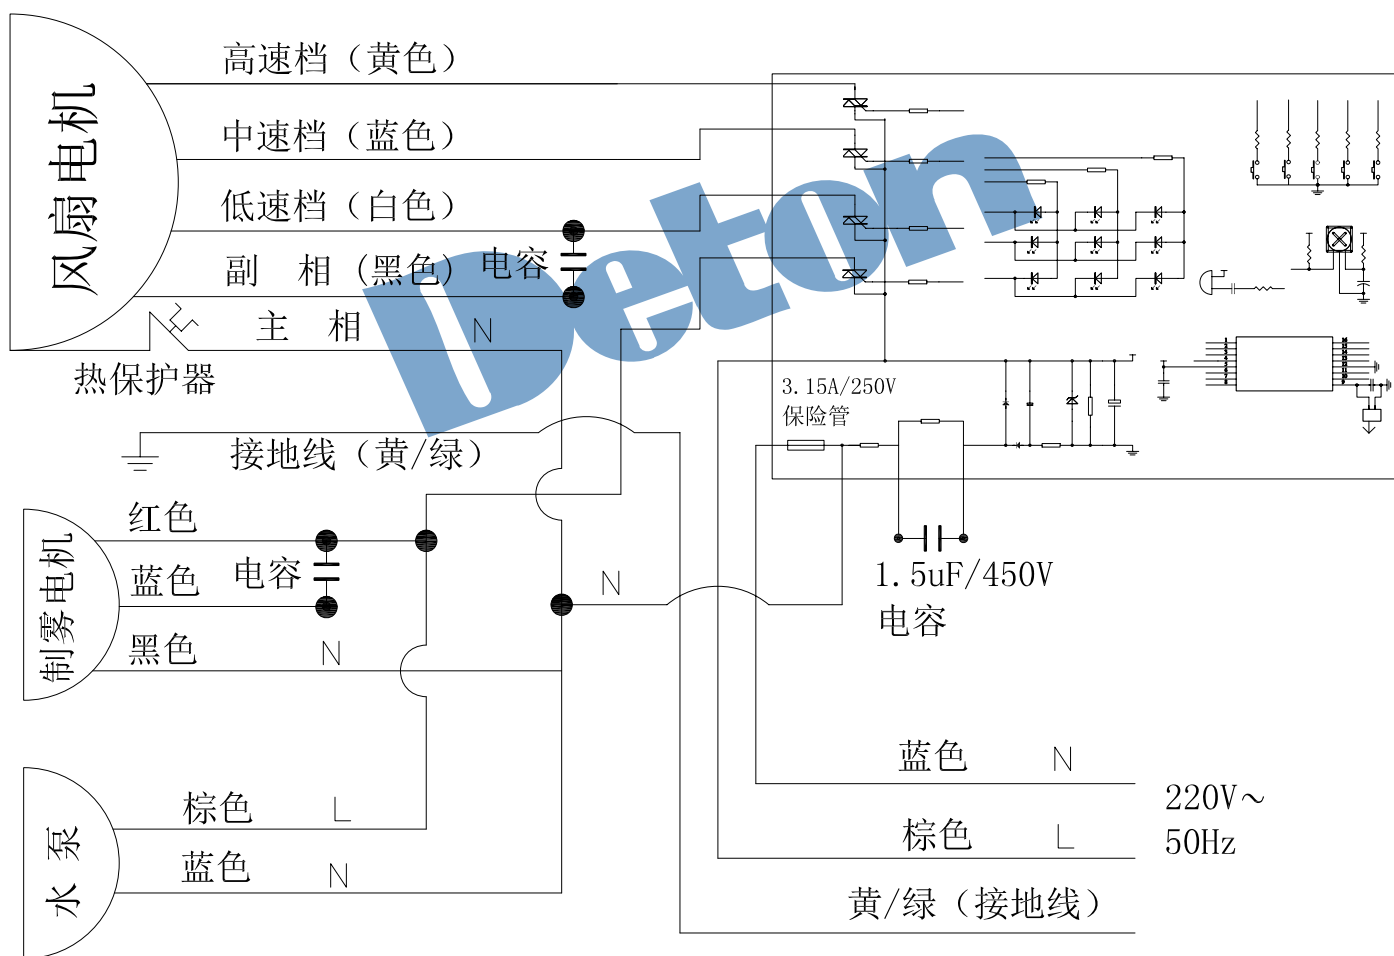 高速档（黄色）
中速档（蓝色）
低速档（白色）
副 相 (黑色)
主 相 N
风扇电机
电容
热保护器
接地线（黄/绿）
Deton
3.15A/250V
保险管
1.5uF/450V
电容
红色
蓝色
黑色 N
电容
制雾电机
N
棕色 L
蓝色 N
水泵
蓝色 N
棕色 L
220V～
50Hz
黄/绿（接地线）